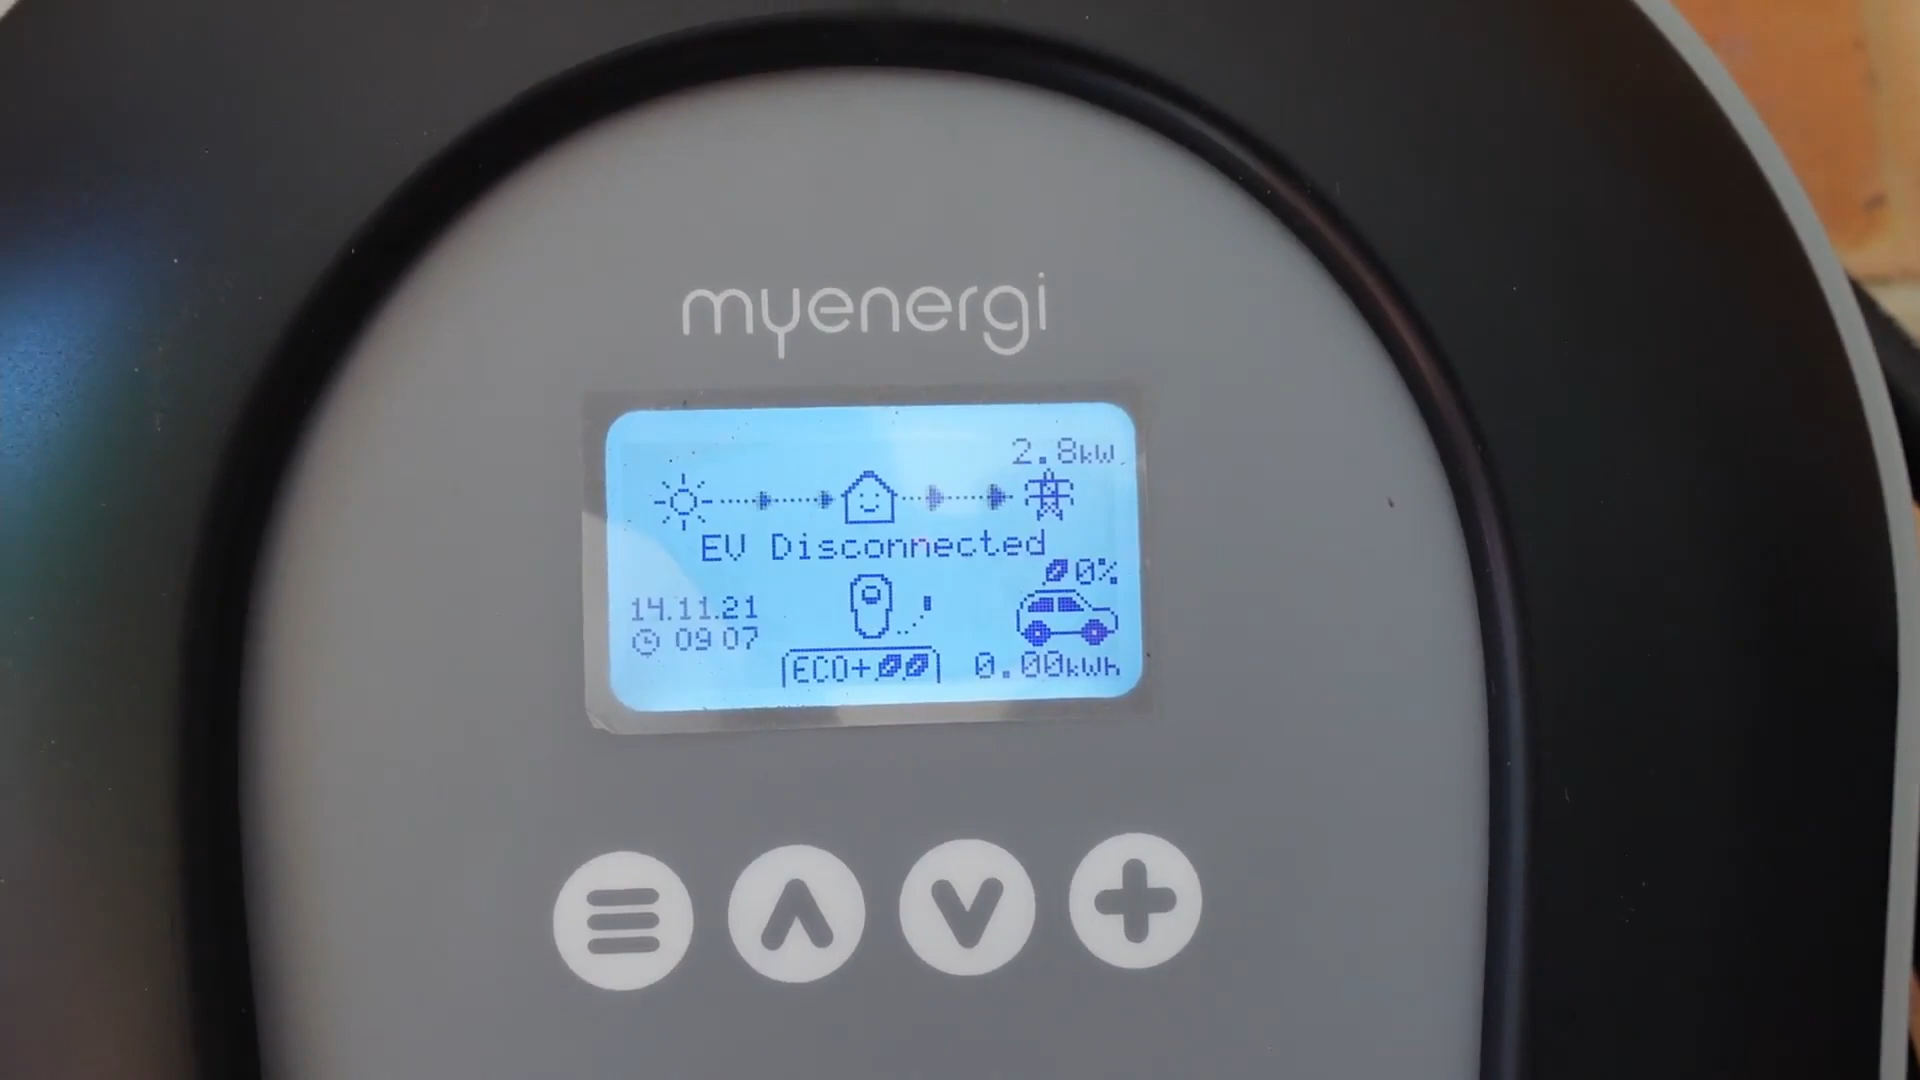 myenergi
2.8kW
EV Disconnected
0%
14.11.21
09 07
ECO+
0.00kWh